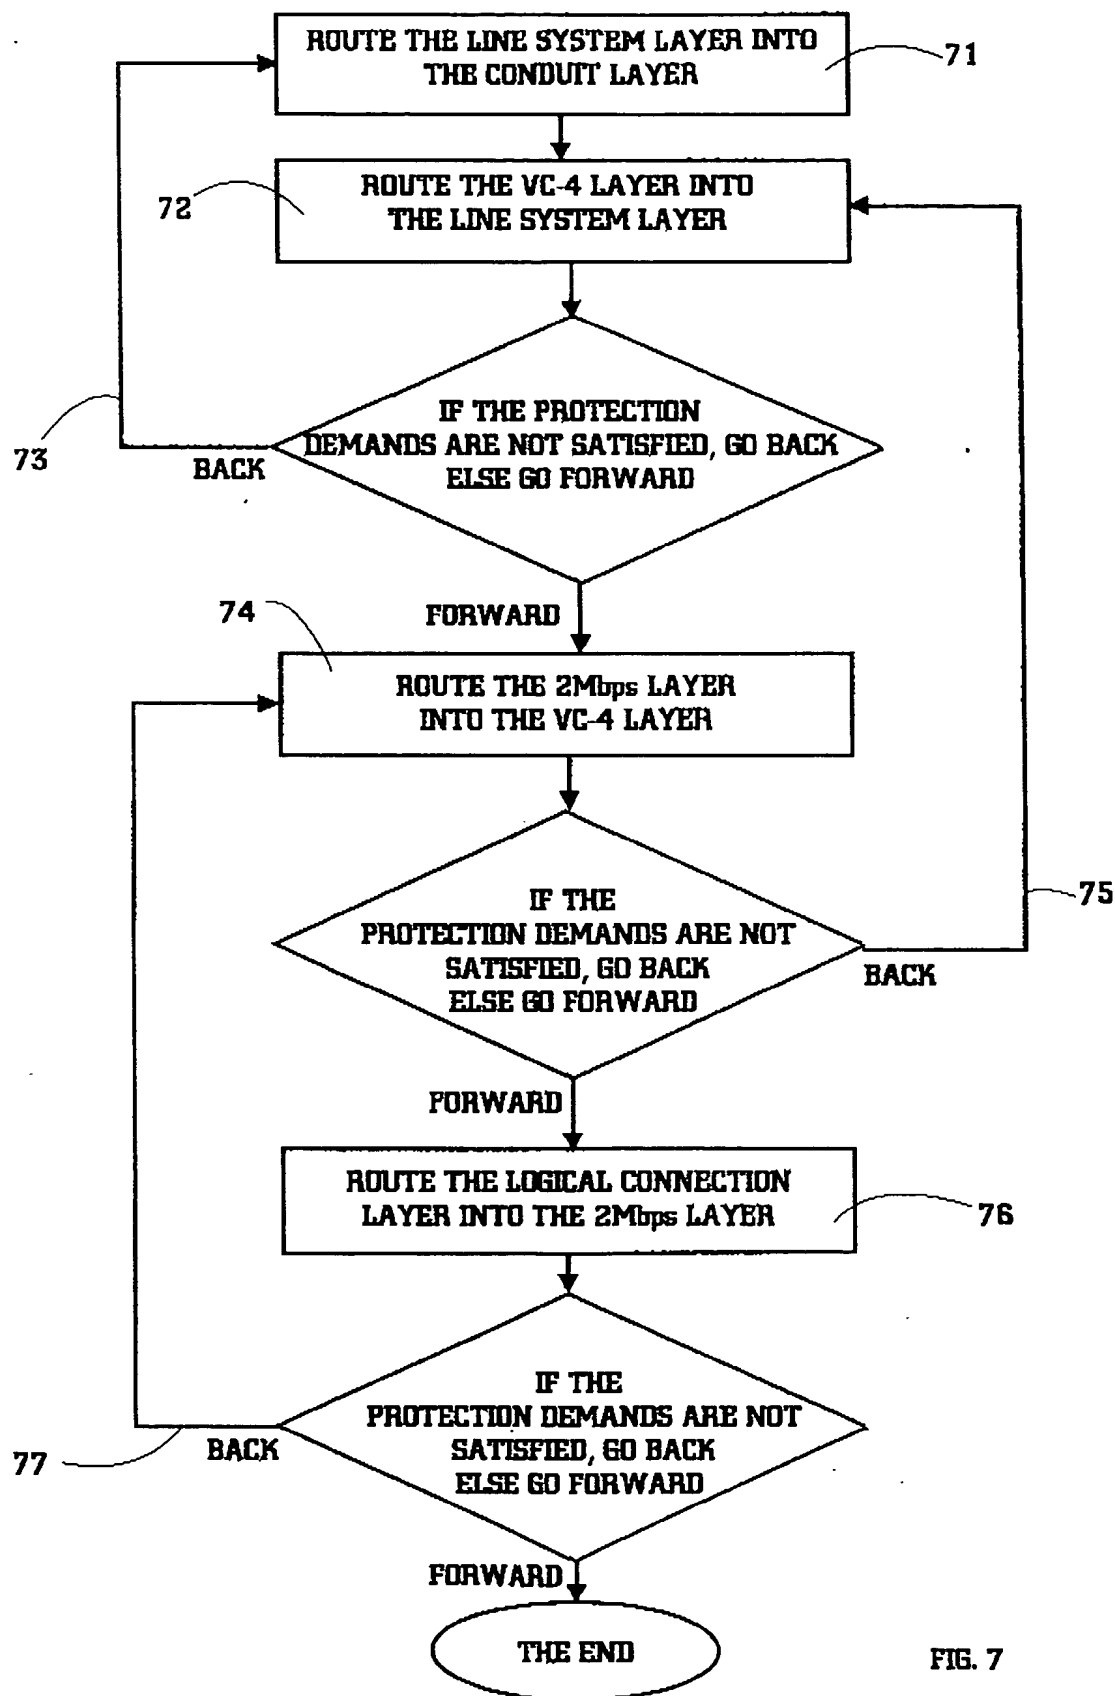 ROUTE THE LINE SYSTEM LAYER INTO
THE CONDUIT LAYER
71
ROUTE THE VC-4 LAYER INTO
THE LINE SYSTEM LAYER
72
IF THE PROTECTION
DEMANDS ARE NOT SATISFIED, GO BACK
ELSE GO FORWARD
73
BACK
FORWARD
74
ROUTE THE 2Mbps LAYER
INTO THE VC-4 LAYER
75
IF THE
PROTECTION DEMANDS ARE NOT
SATISFIED, GO BACK
ELSE GO FORWARD
BACK
FORWARD
ROUTE THE LOGICAL CONNECTION
LAYER INTO THE 2Mbps LAYER
76
IF THE
PROTECTION DEMANDS ARE NOT
SATISFIED, GO BACK
ELSE GO FORWARD
77
BACK
FORWARD
THE END
FIG. 7